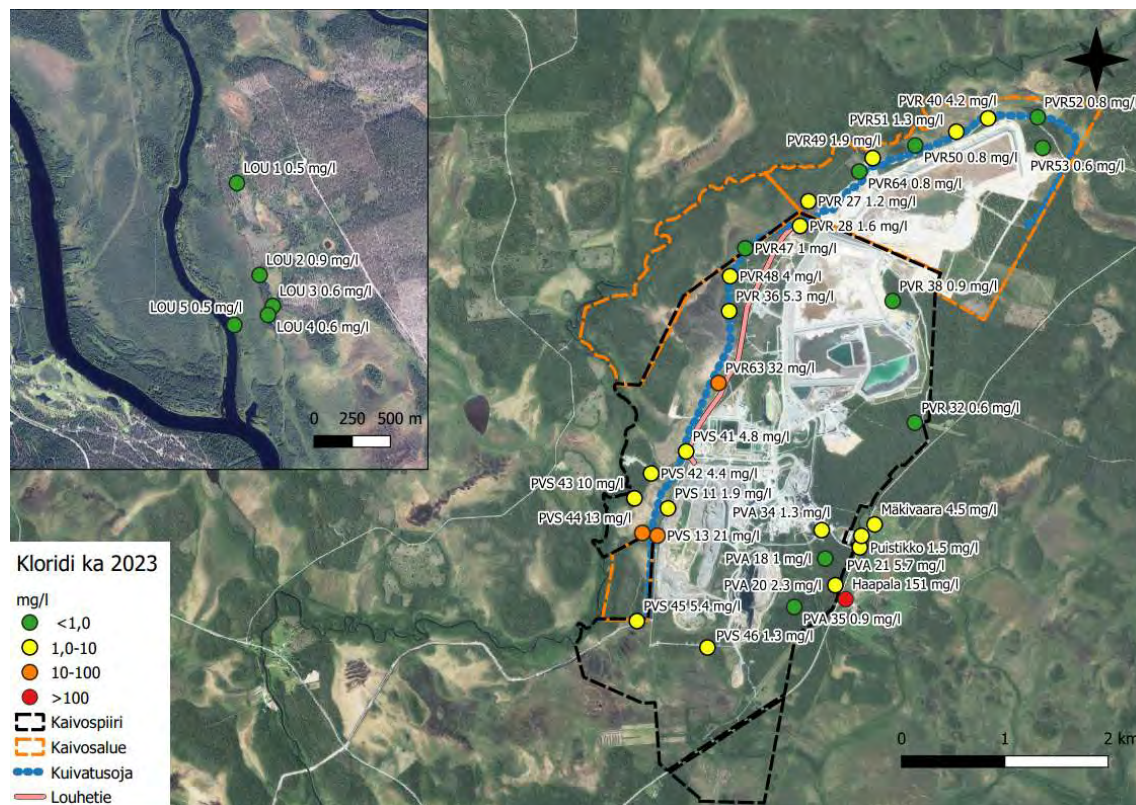 LOU 1 0.5 mg/l
LOU 2 0.9 mg/l
LOU 3 0.6 mg/l
LOU 5 0.5 mg/l
LOU 4 0.6 mg/l
0 250 500 m
PVR 40 4.2 mg/l
PVR52 0.8 mg/l
PVR51 1.3 mg/l
PVR49 1.9 mg/l
PVR50 0.8 mg/l
PVR53 0.6 mg/l
PVR64 0.8 mg/l
PVR 27 1.2 mg/l
PVR 28 1.6 mg/l
PVR47 1 mg/l
PVR48 4 mg/l
PVR 38 0.9 mg/l
PVR 36 5.3 mg/l
PVR63 32 mg/l
PVR 32 0.6 mg/l
PVS 41 4.8 mg/l
PVS 42 4.4 mg/l
PVS 43 10 mg/l
PVS 11 1.9 mg/l
PVS 44 13 mg/l
PVA 34 1.3 mg/l
Mäkivaara 4.5 mg/l
PVS 13 21 mg/l
Puistikko 1.5 mg/l
PVA 18 1 mg/l
PVA 21 5.7 mg/l
PVA 20 2.3 mg/l
Haapala 151 mg/l
PVS 45 5.4 mg/l
PVA 35 0.9 mg/l
PVS 46 1.3 mg/l
Kloridi ka 2023
mg/l
<1,0
1,0-10
10-100
>100
Kaivospiiri
Kaivosalue
Kuivatusoja
Louhetie
0 1 2 km